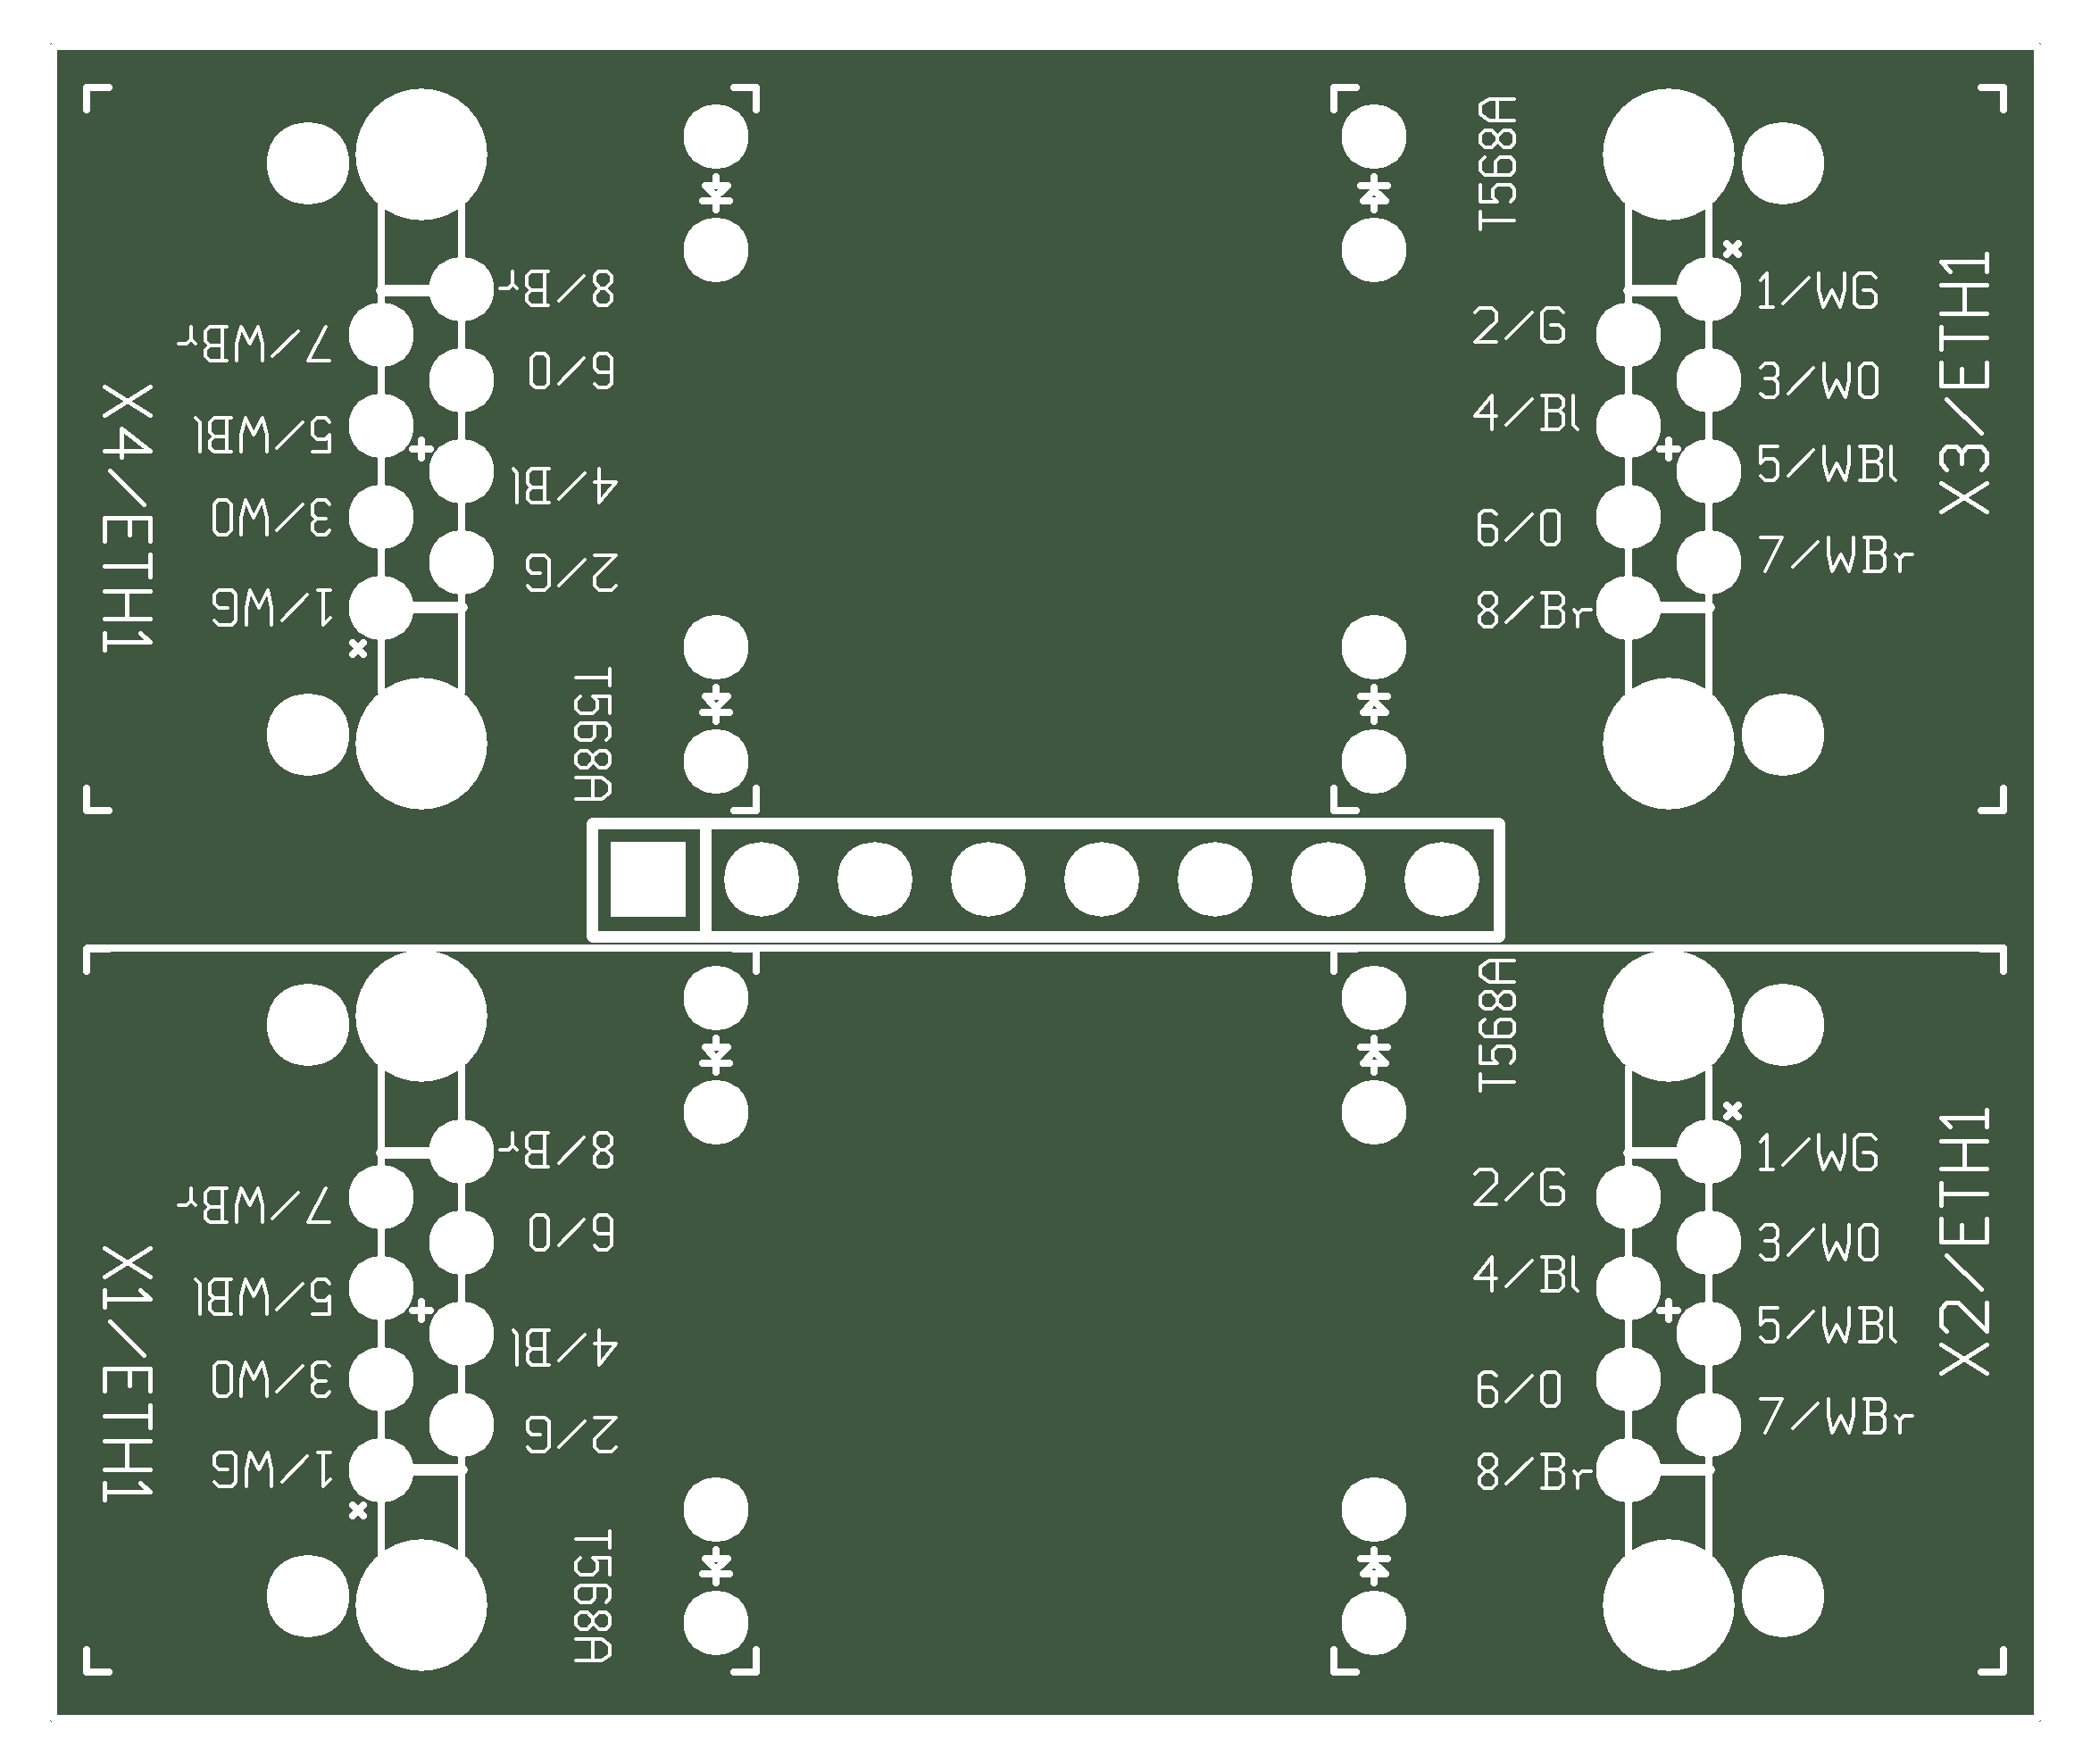 X4/ETH1
7/WBr
5/WBl
3/WO
1/WG
8/Br
6/O
4/Bl
2/G
T568A
T568A
2/G
4/Bl
6/O
8/Br
1/WG
3/WO
5/WBl
7/WBr
X3/ETH1
X1/ETH1
7/WBr
5/WBl
3/WO
1/WG
8/Br
6/O
4/Bl
2/G
T568A
T568A
2/G
4/Bl
6/O
8/Br
1/WG
3/WO
5/WBl
7/WBr
X2/ETH1